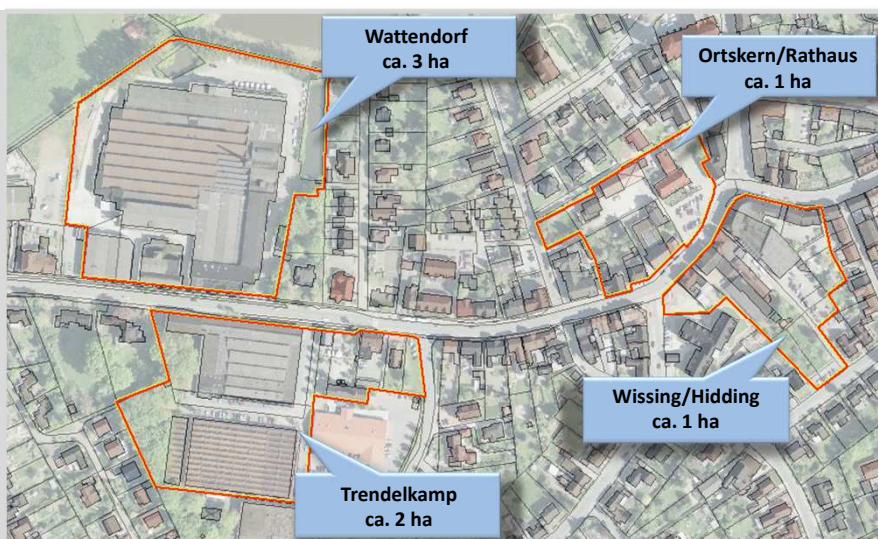 Wattendorf
ca. 3 ha
Ortskern/Rathaus
ca. 1 ha
Wissing/Hidding
ca. 1 ha
Trendelkamp
ca. 2 ha